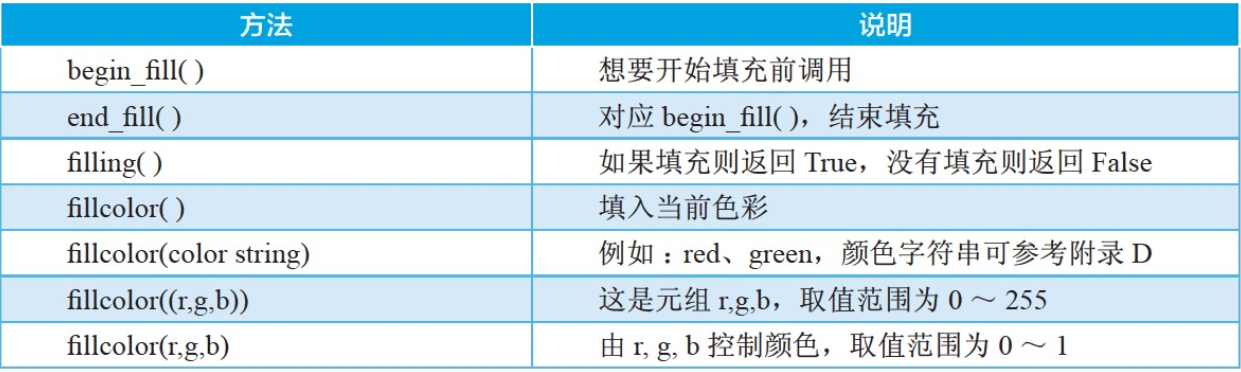 方法 说明
begin_fill( ) 想要开始填充前调用
end_fill( ) 对应 begin_fill( ),结束填充
filling( ) 如果填充则返回 True,没有填充则返回 False
fillcolor( ) 填入当前色彩
fillcolor(color string) 例如:red、green,颜色字符串可参考附录 D
fillcolor((r,g,b)) 这是元组 r,g,b,取值范围为 0 ～ 255
fillcolor(r,g,b) 由 r, g, b 控制颜色,取值范围为 0 ～ 1